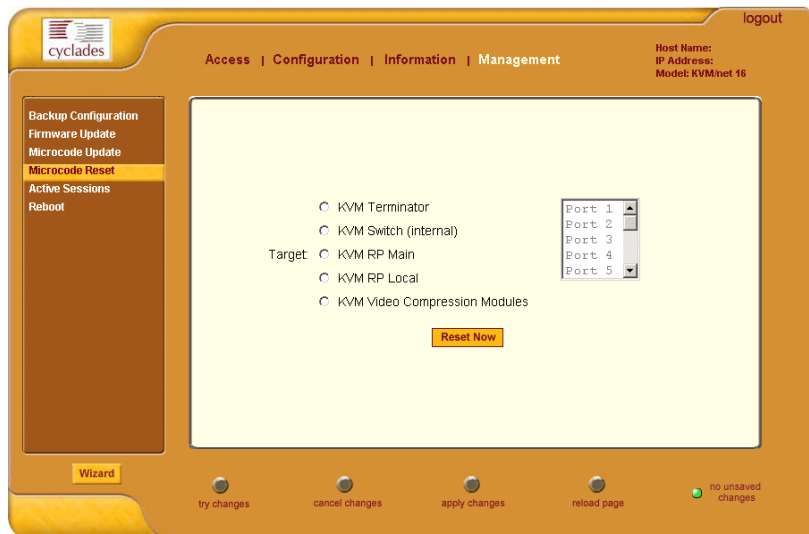 cyclades
logout
Access | Configuration | Information | Management
Host Name:
IP Address:
Model: KVM/net 16
Backup Configuration
Firmware Update
Microcode Update
Microcode Reset
Active Sessions
Reboot
Target:
KVM Terminator
KVM Switch (internal)
KVM RP Main
KVM RP Local
KVM Video Compression Modules
Port 1
Port 2
Port 3
Port 4
Port 5
Reset Now
Wizard
try changes
cancel changes
apply changes
reload page
no unsaved
changes